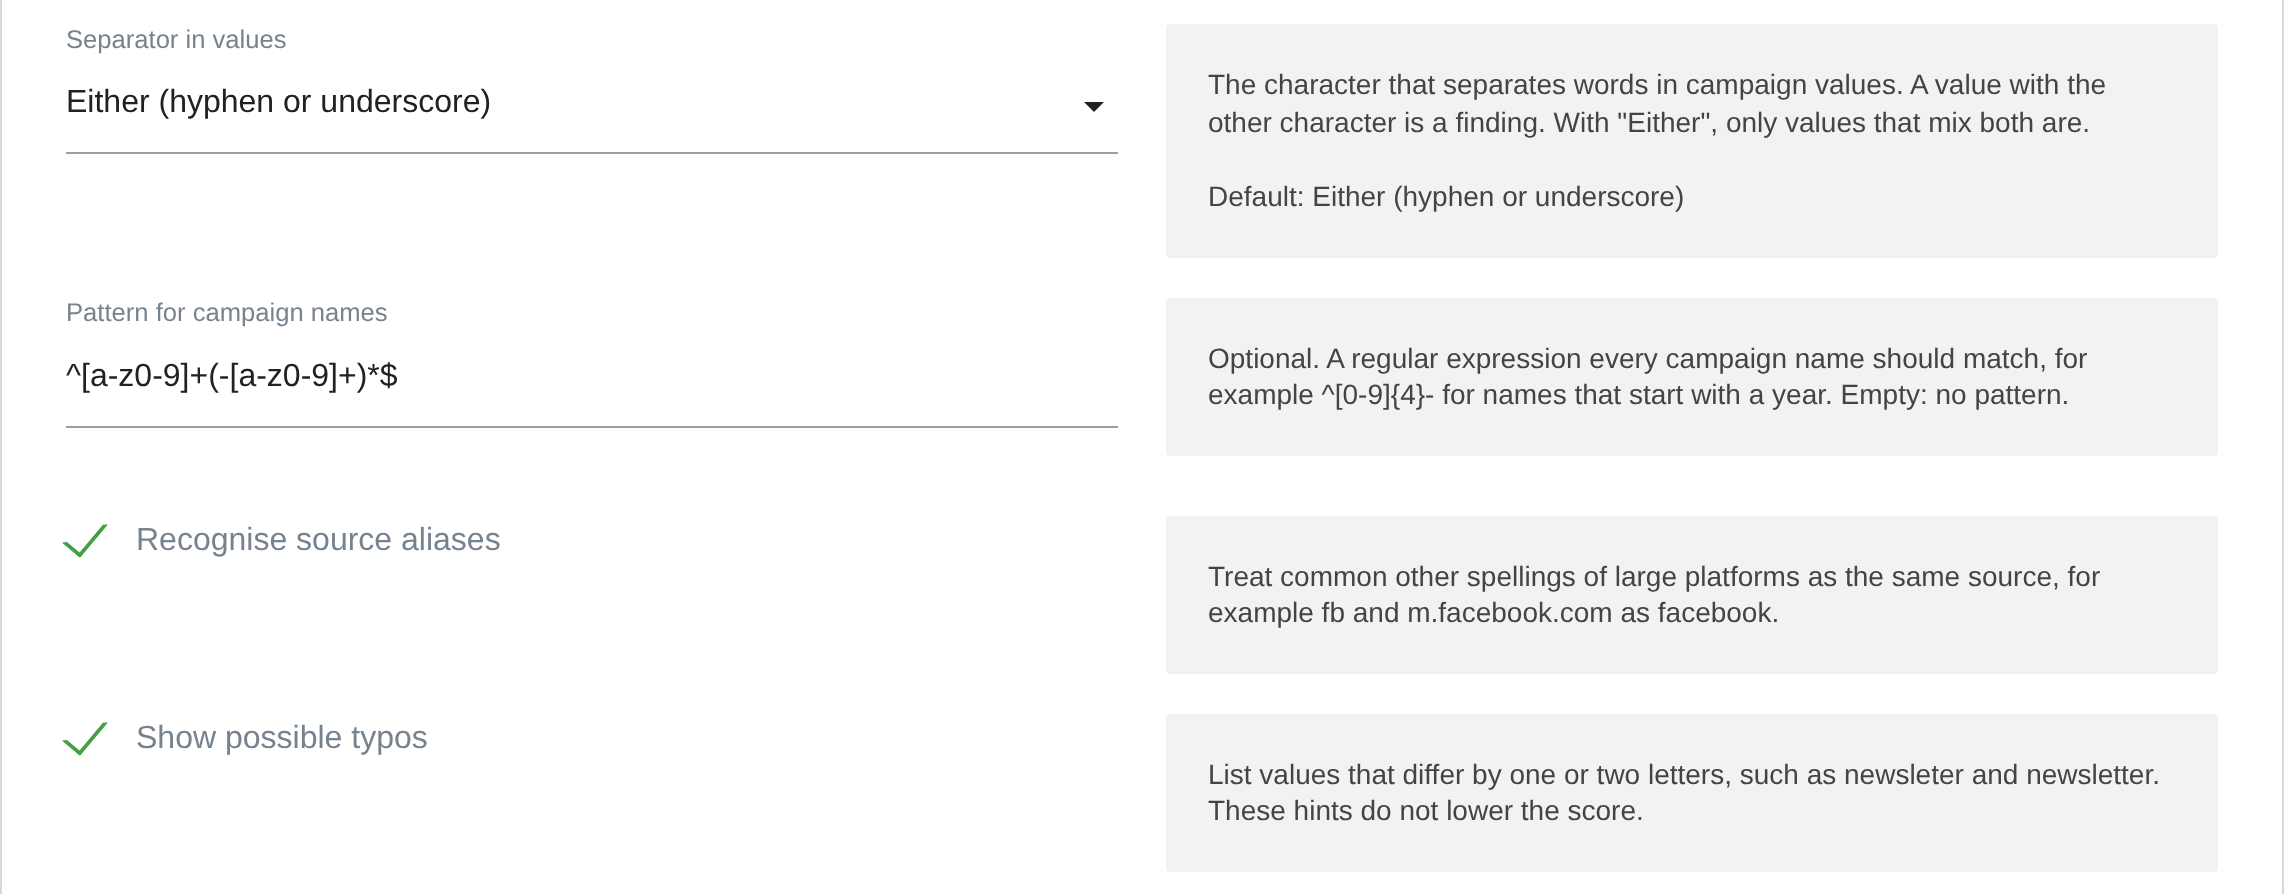 Separator in values
Either (hyphen or underscore)
The character that separates words in campaign values. A value with the
other character is a finding. With "Either", only values that mix both are.
Default: Either (hyphen or underscore)
Pattern for campaign names
^[a-z0-9]+(-[a-z0-9]+)*$
Optional. A regular expression every campaign name should match, for
example ^[0-9]{4}- for names that start with a year. Empty: no pattern.
Recognise source aliases
Treat common other spellings of large platforms as the same source, for
example fb and m.facebook.com as facebook.
Show possible typos
List values that differ by one or two letters, such as newsleter and newsletter.
These hints do not lower the score.